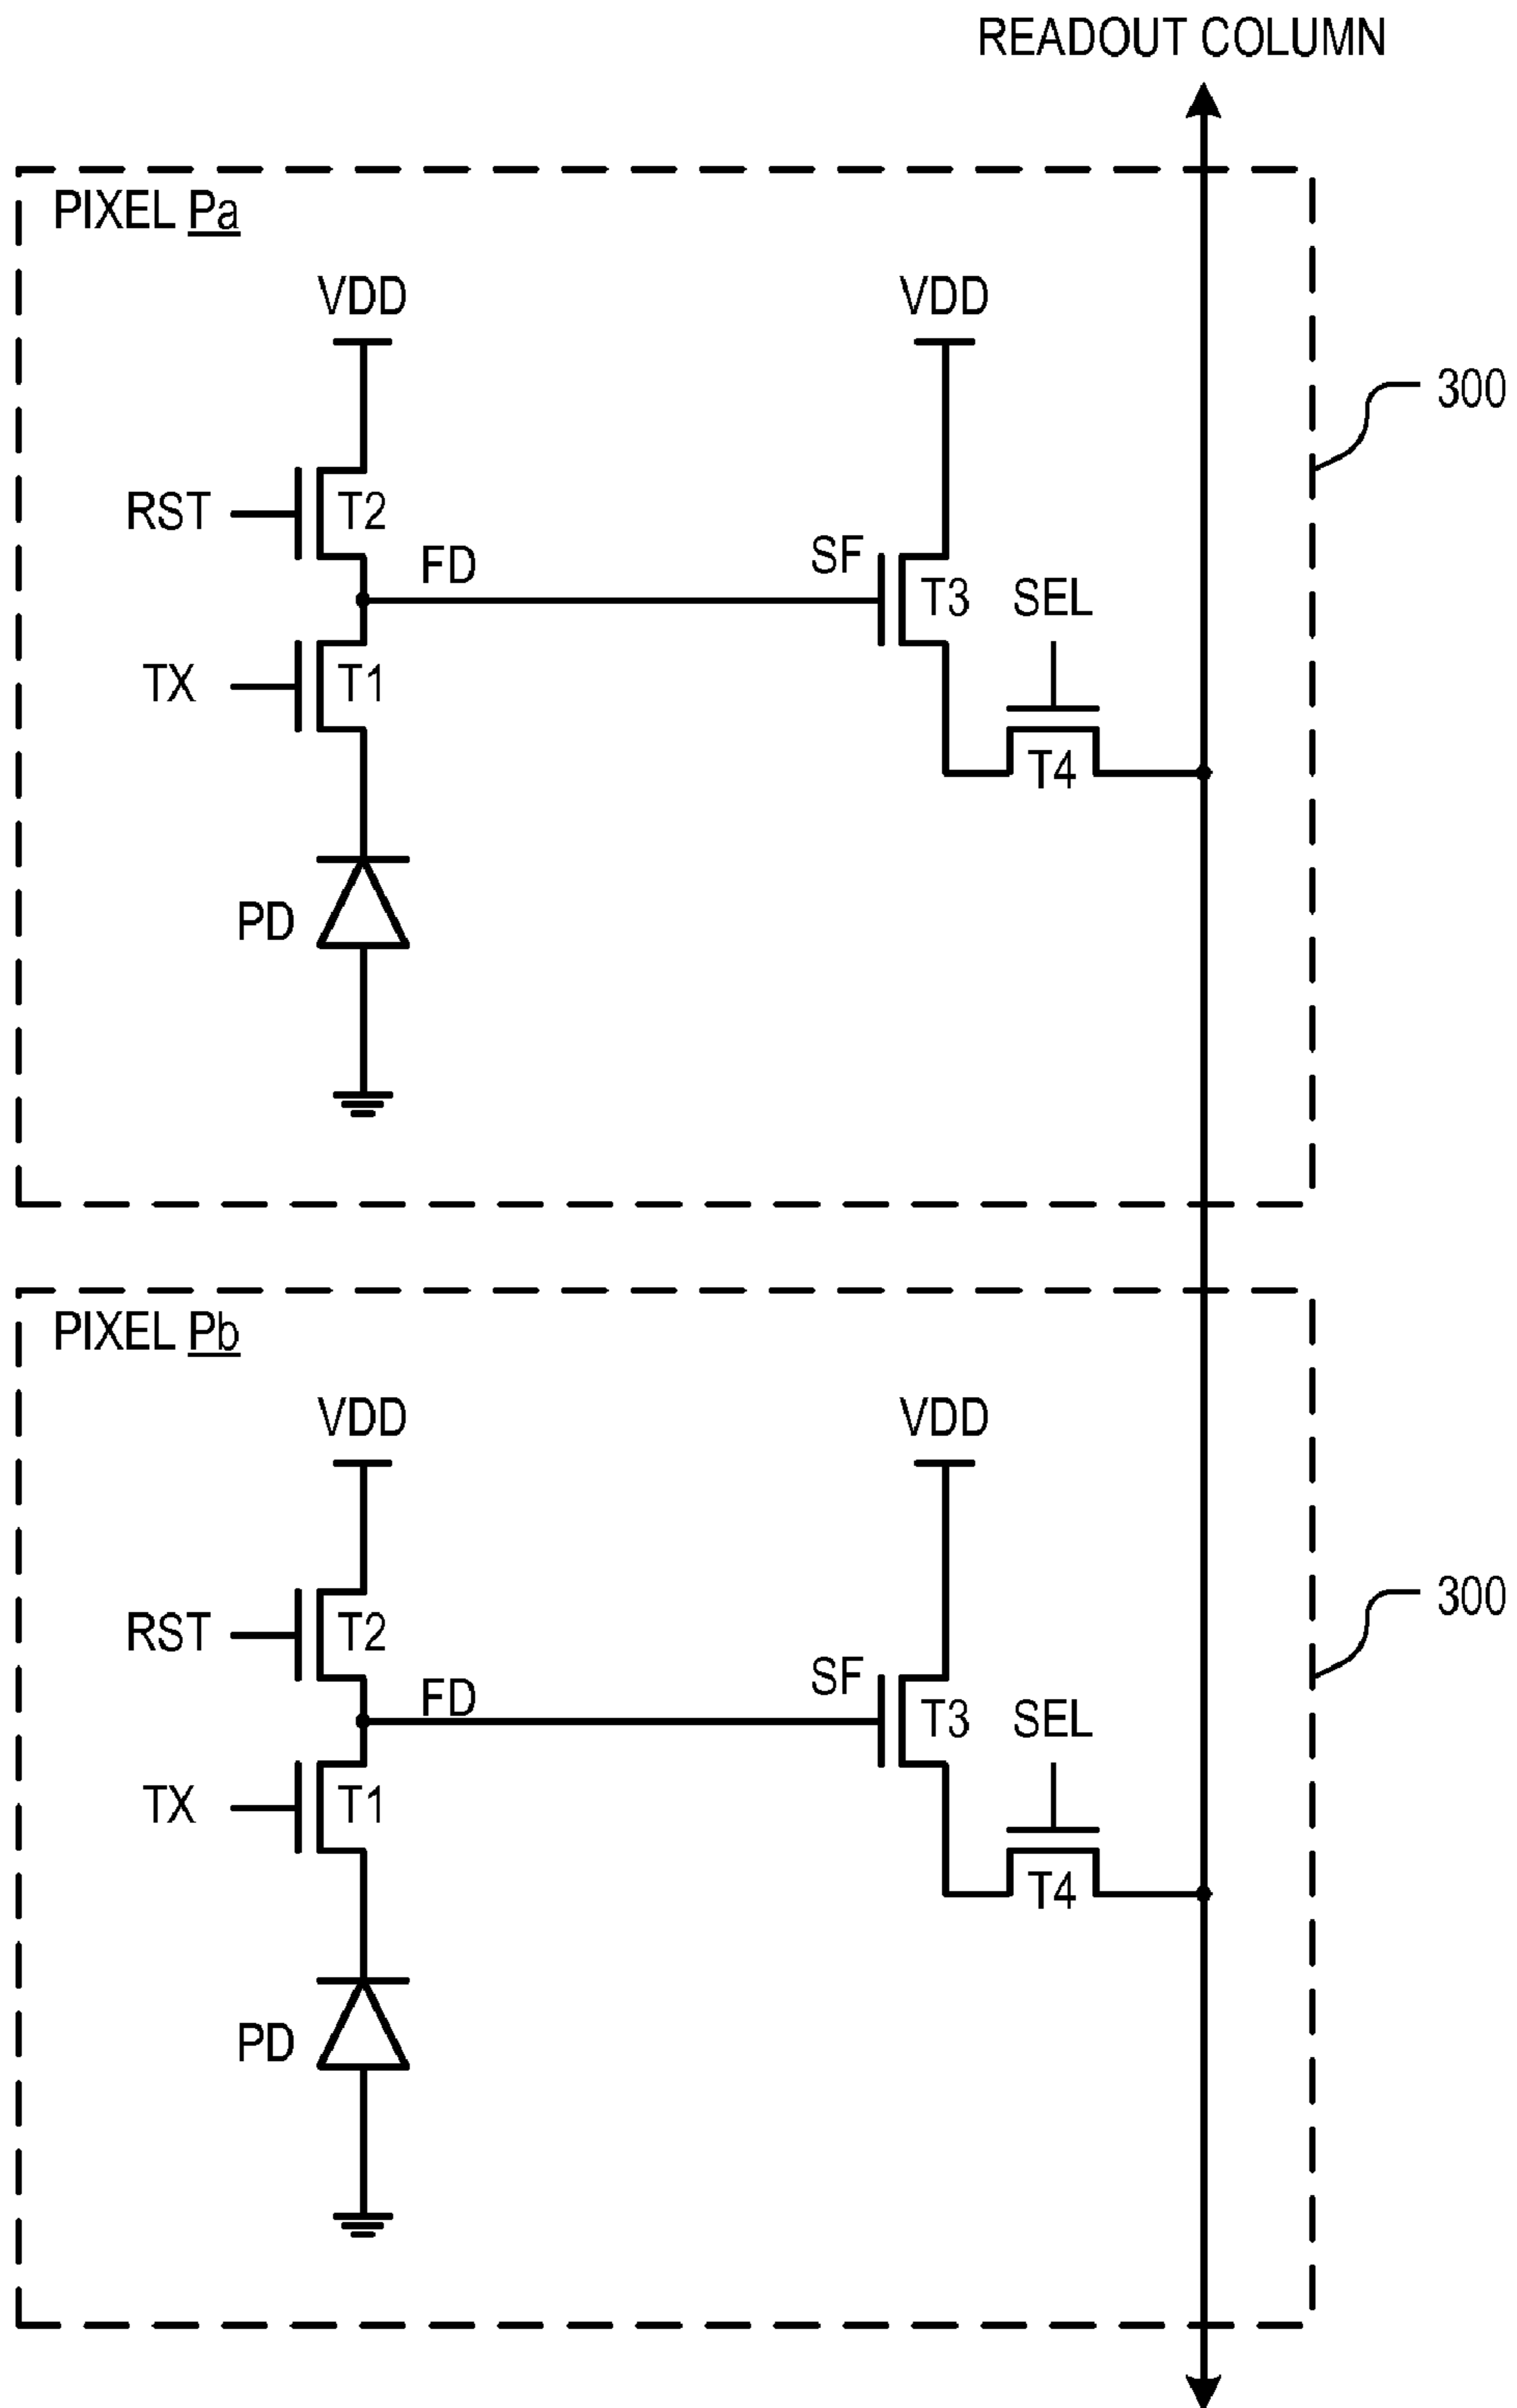 READOUT COLUMN
PIXEL Pa
VDD
VDD
300
RST
T2
FD
SF
T3
SEL
TX
T1
T4
PD
PIXEL Pb
VDD
VDD
300
RST
T2
FD
SF
T3
SEL
TX
T1
T4
PD